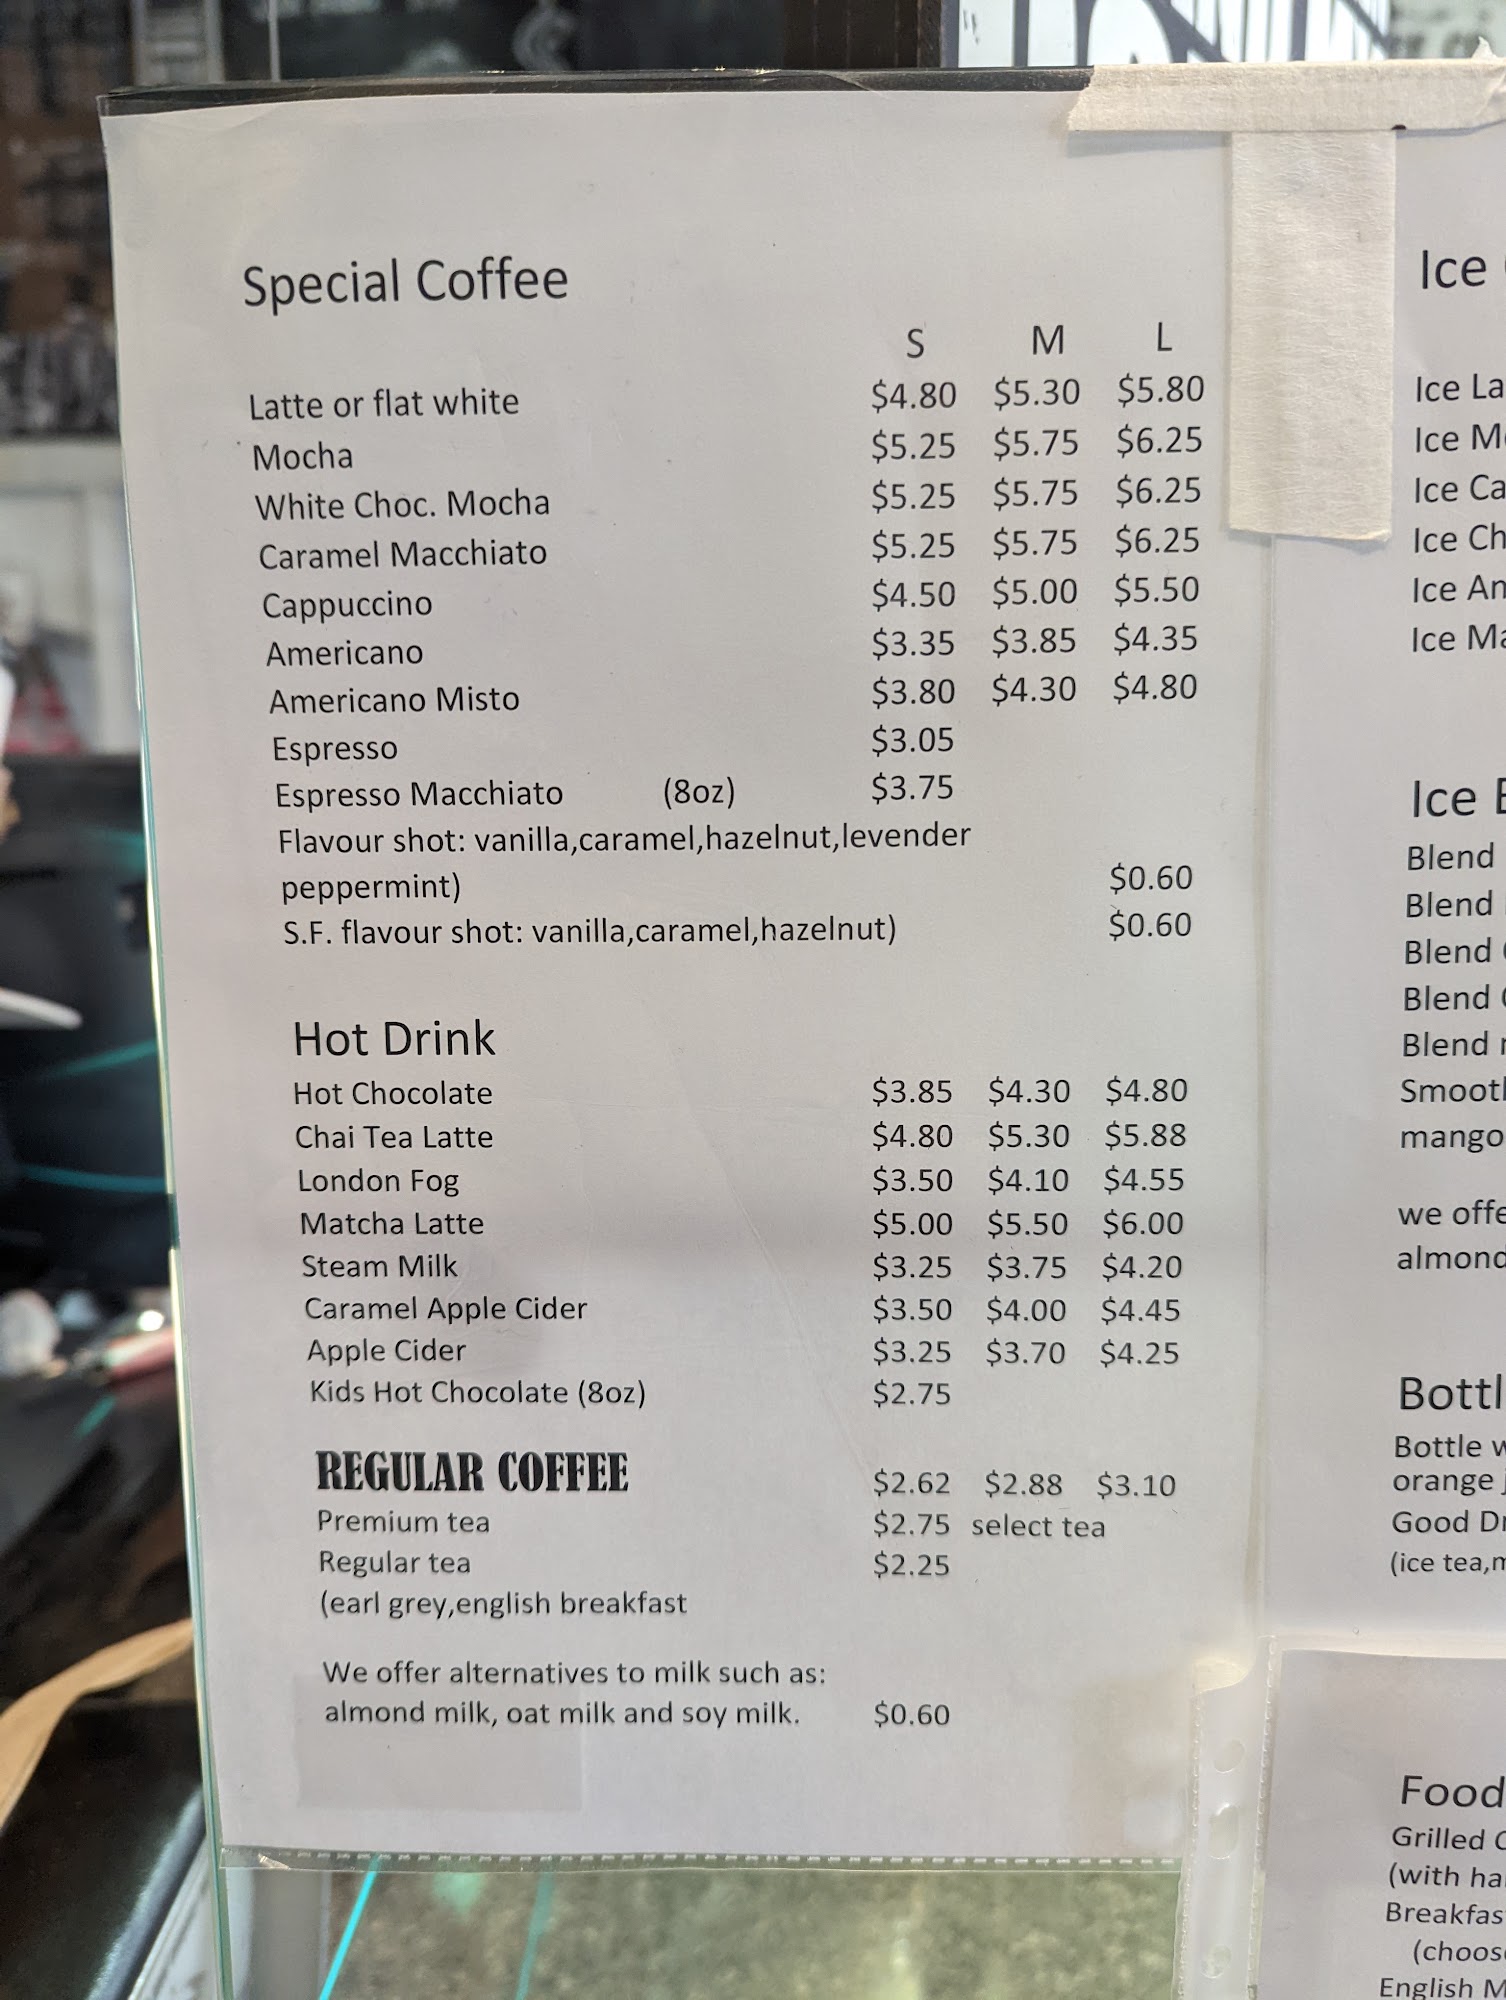 Special Coffee
S M L
Latte or flat white $4.80 $5.30 $5.80
Mocha $5.25 $5.75 $6.25
White Choc. Mocha $5.25 $5.75 $6.25
Caramel Macchiato $5.25 $5.75 $6.25
Cappuccino $4.50 $5.00 $5.50
Americano $3.35 $3.85 $4.35
Americano Misto $3.80 $4.30 $4.80
Espresso $3.05
Espresso Macchiato (8oz) $3.75
Flavour shot: vanilla,caramel,hazelnut,levender
peppermint) $0.60
S.F. flavour shot: vanilla,caramel,hazelnut) $0.60
Hot Drink
Hot Chocolate $3.85 $4.30 $4.80
Chai Tea Latte $4.80 $5.30 $5.88
London Fog $3.50 $4.10 $4.55
Matcha Latte $5.00 $5.50 $6.00
Steam Milk $3.25 $3.75 $4.20
Caramel Apple Cider $3.50 $4.00 $4.45
Apple Cider $3.25 $3.70 $4.25
Kids Hot Chocolate (8oz) $2.75
REGULAR COFFEE $2.62 $2.88 $3.10
Premium tea $2.75 select tea
Regular tea $2.25
(earl grey,english breakfast
We offer alternatives to milk such as:
almond milk, oat milk and soy milk. $0.60
Ice
Ice
Ice
Ice
Ice
Ice
Ice
Ice
Blend
Blend
Blend
Blend
Blend
mango
we
almond
Bottle
orange
Good
(ice tea,
Food
Grilled
(with
English